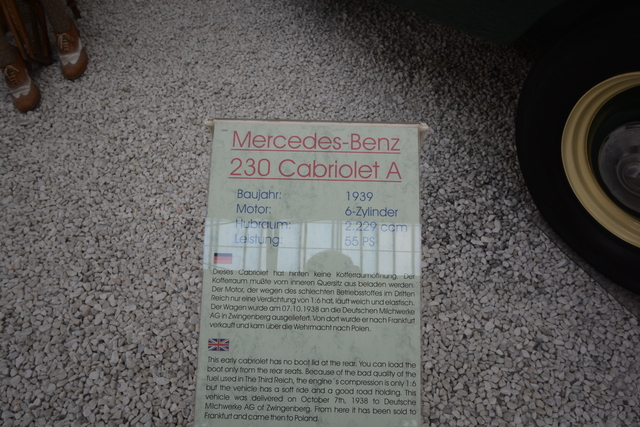 Mercedes-Benz
230 Cabriolet A
Baujahr: 1939
Motor: 6-Zylinder
Hubraum: 2.229 ccm
Leistung: 55 PS
Dieses Cabriolet hat hinten keine Kofferraumöffnung. Der
Kofferraum mußte vom inneren Quersitz aus beladen werden.
Der Motor, der wegen des schlechten Betriebsstoffes im Dritten
Reich nur eine Verdichtung von 1:6 hat, läuft weich und elastisch.
Der Wagen wurde am 07.10.1938 an die Deutschen Milchwerke
AG in Zwingenberg ausgeliefert. Von dort wurde er nach Frankfurt
verkauft und kam über die Wehrmacht nach Polen.
This early cabriolet has no boot lid at the rear. You can load the
boot only from the rear seats. Because of the bad quality of the
fuel used in The Third Reich, the engine´s compression is only 1:6
but the vehicle has a soft ride and a good road holding. This
vehicle was delivered on October 7th, 1938 to Deutsche
Milchwerke AG of Zwingenberg. From here it has been sold to
Frankfurt and came then to Poland.